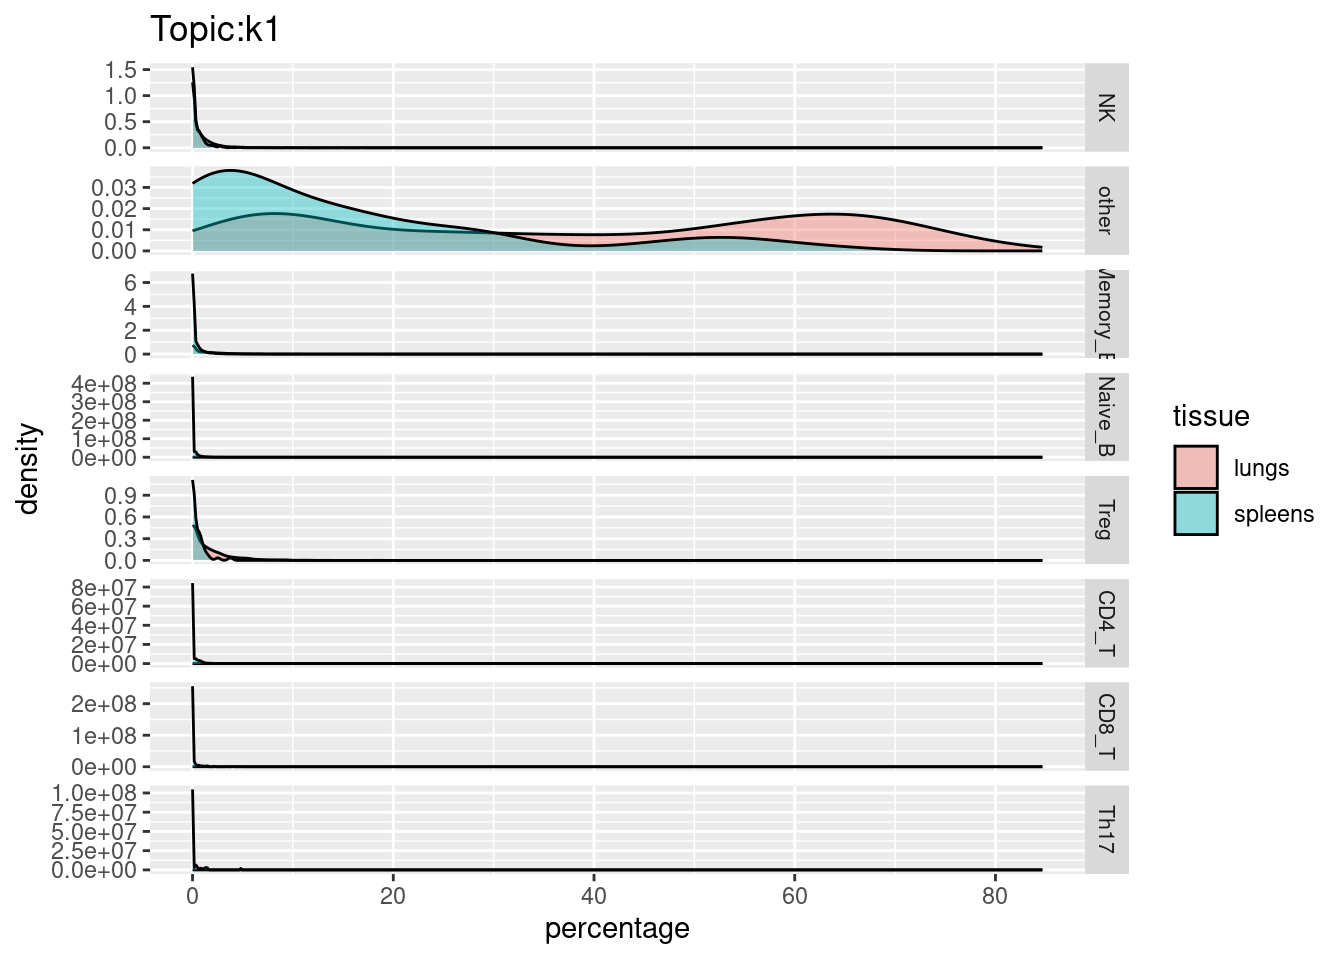 Topic:k1
1.5
1.0
0.5
0.0
NK
0.03
0.02
0.01
0.00
other
6
4
2
0
Memory_B
4e+08
3e+08
2e+08
1e+08
0e+00
Naive_B
0.9
0.6
0.3
0.0
Treg
8e+07
6e+07
4e+07
2e+07
0e+00
CD4_T
2e+08
1e+08
0e+00
CD8_T
1.0e+08
7.5e+07
5.0e+07
2.5e+07
0.0e+00
Th17
0 20 40 60 80
percentage
density
tissue
lungs
spleens